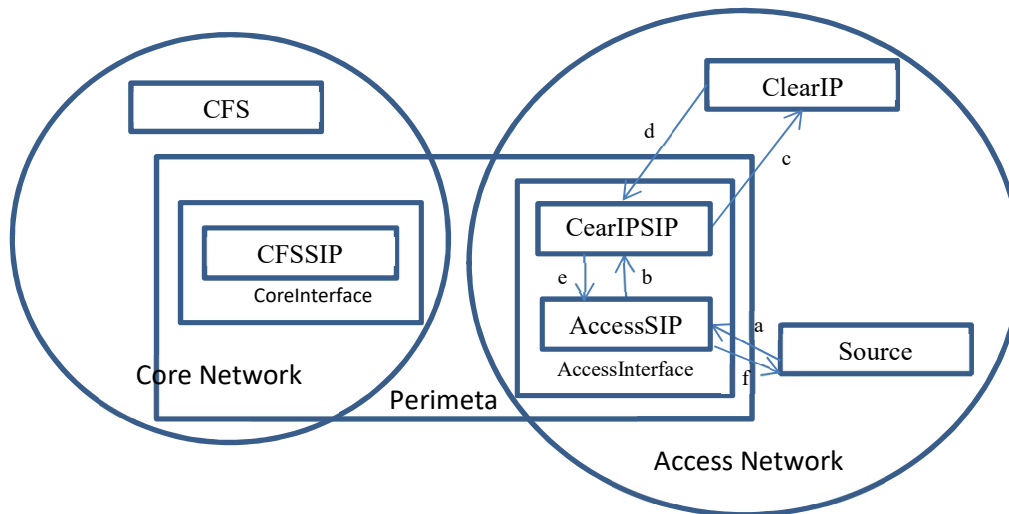 ClearIP
CFS
d
c
CearIPSIP
CFSSIP
e
b
CoreInterface
AccessSIP
a
Source
AccessInterface
f
Core Network
Perimeta
Access Network